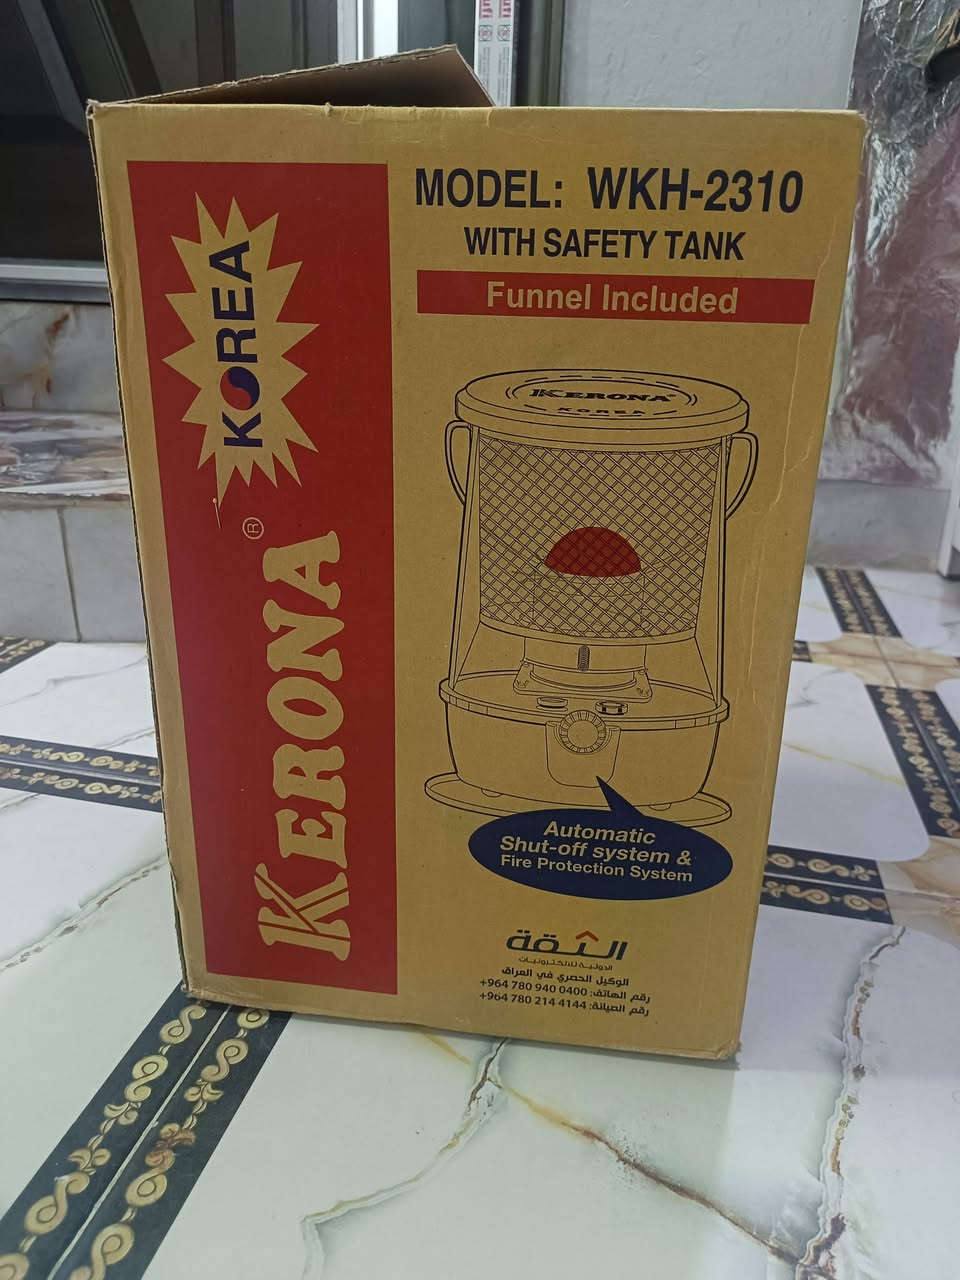 KOREA
KERONA ®
MODEL: WKH-2310
WITH SAFETY TANK
Funnel Included
KERONA®
KOREA
Automatic
Shut-off system &
Fire Protection System
الثقة
الدولية للالكترونيات
الوكيل الحصري في العراق
رقم الهاتف: 0400 940 780 964+
رقم الصيانة: 4144 214 780 964+